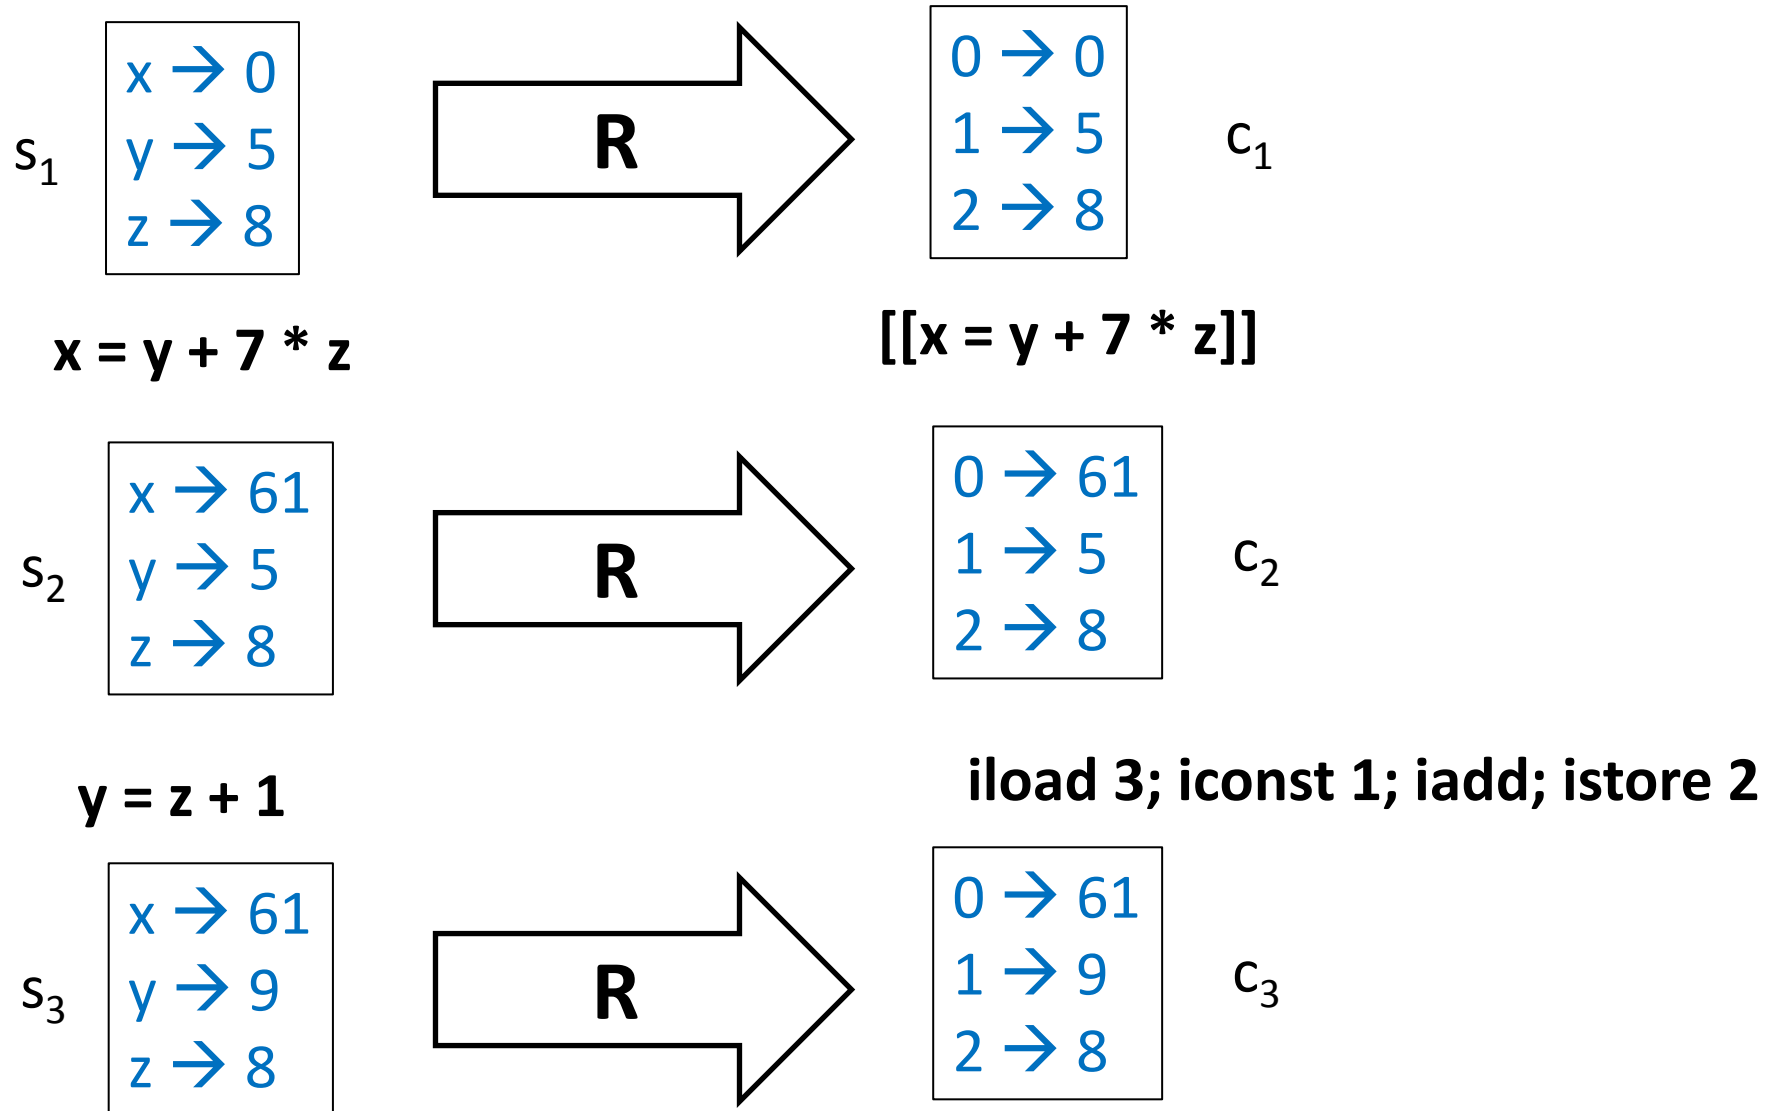 x → 0
y → 5
z → 8
s1
R
0 → 0
1 → 5
2 → 8
c1
x = y + 7 * z
[[x = y + 7 * z]]
x → 61
y → 5
z → 8
s2
R
0 → 61
1 → 5
2 → 8
c2
y = z + 1
iload 3; iconst 1; iadd; istore 2
x → 61
y → 9
z → 8
s3
R
0 → 61
1 → 9
2 → 8
c3